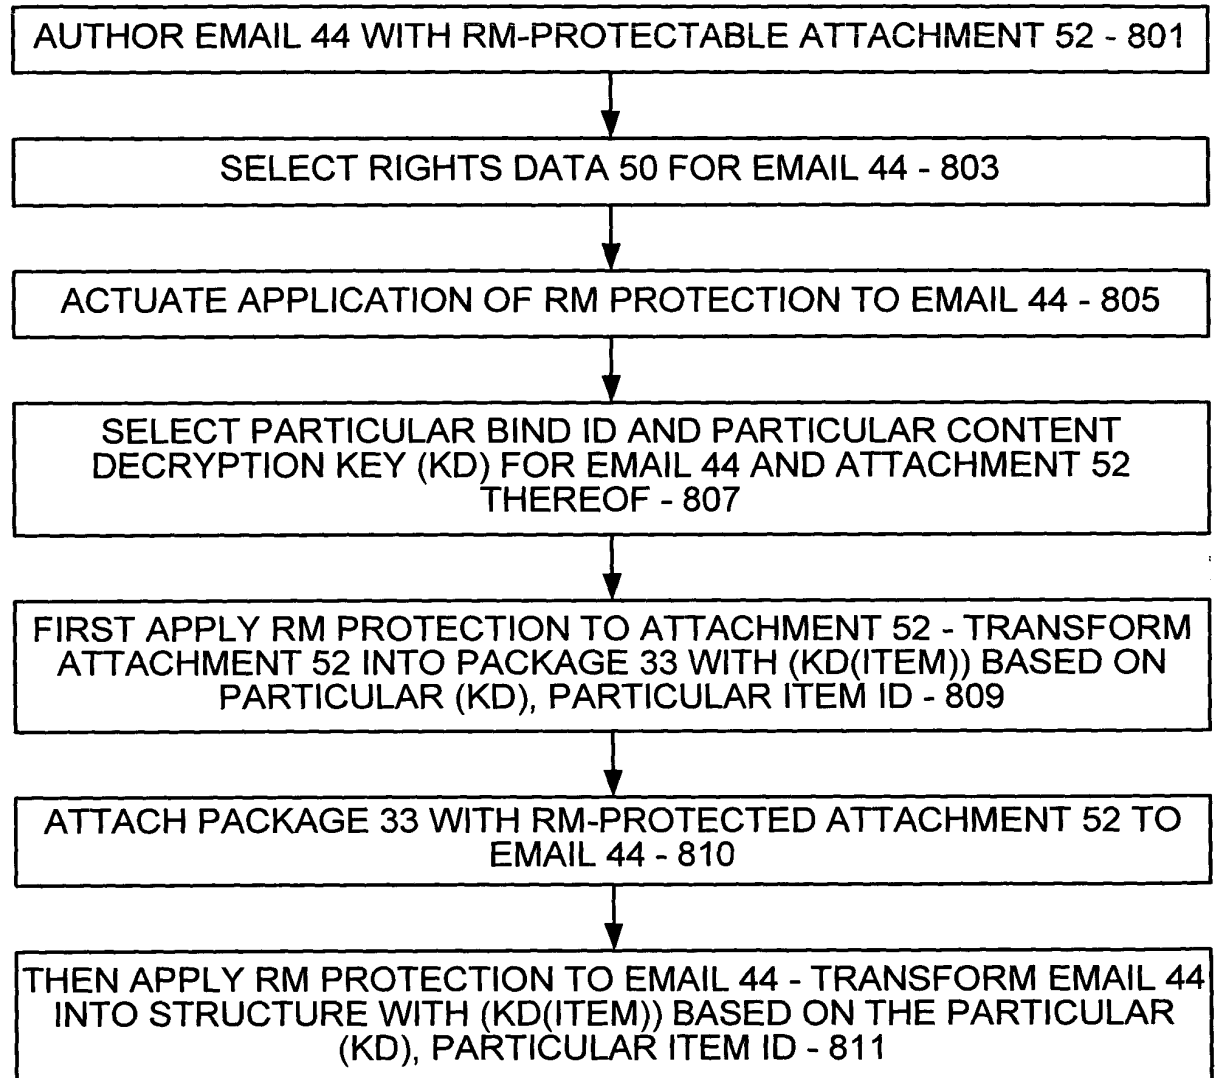 AUTHOR EMAIL 44 WITH RM-PROTECTABLE ATTACHMENT 52 - 801
SELECT RIGHTS DATA 50 FOR EMAIL 44 - 803
ACTUATE APPLICATION OF RM PROTECTION TO EMAIL 44 - 805
SELECT PARTICULAR BIND ID AND PARTICULAR CONTENT
DECRYPTION KEY (KD) FOR EMAIL 44 AND ATTACHMENT 52
THEREOF - 807
FIRST APPLY RM PROTECTION TO ATTACHMENT 52 - TRANSFORM
ATTACHMENT 52 INTO PACKAGE 33 WITH (KD(ITEM)) BASED ON
PARTICULAR (KD), PARTICULAR ITEM ID - 809
ATTACH PACKAGE 33 WITH RM-PROTECTED ATTACHMENT 52 TO
EMAIL 44 - 810
THEN APPLY RM PROTECTION TO EMAIL 44 - TRANSFORM EMAIL 44
INTO STRUCTURE WITH (KD(ITEM)) BASED ON THE PARTICULAR
(KD), PARTICULAR ITEM ID - 811